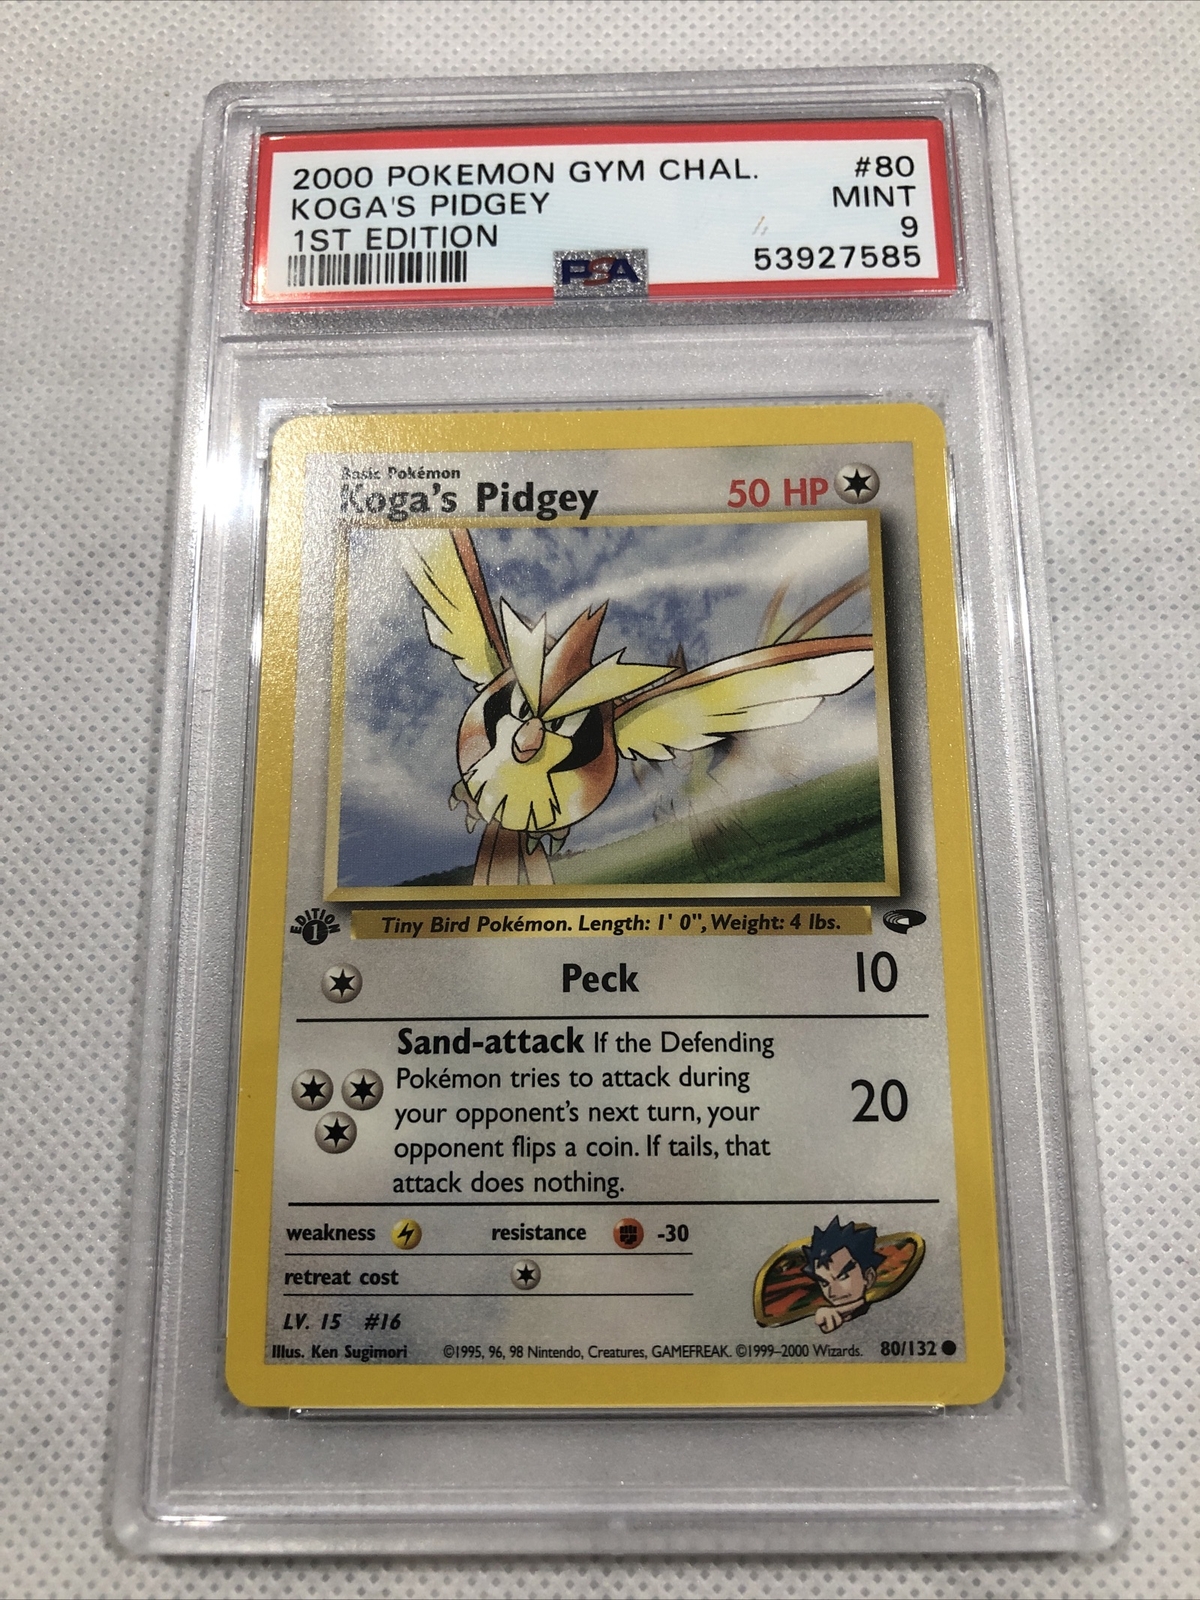 2000 POKEMON GYM CHAL. #80
KOGA'S PIDGEY MINT
1ST EDITION 9
PSA 53927585
Basic Pokémon
Koga's Pidgey 50 HP
EDITION
1
Tiny Bird Pokémon. Length: 1' 0", Weight: 4 lbs.
Peck 10
Sand-attack If the Defending
Pokémon tries to attack during
your opponent's next turn, your
opponent flips a coin. If tails, that
attack does nothing.
20
weakness resistance -30
retreat cost
LV. 15 #16
Illus. Ken Sugimori ©1995, 96, 98 Nintendo, Creatures, GAMEFREAK. ©1999–2000 Wizards. 80/132